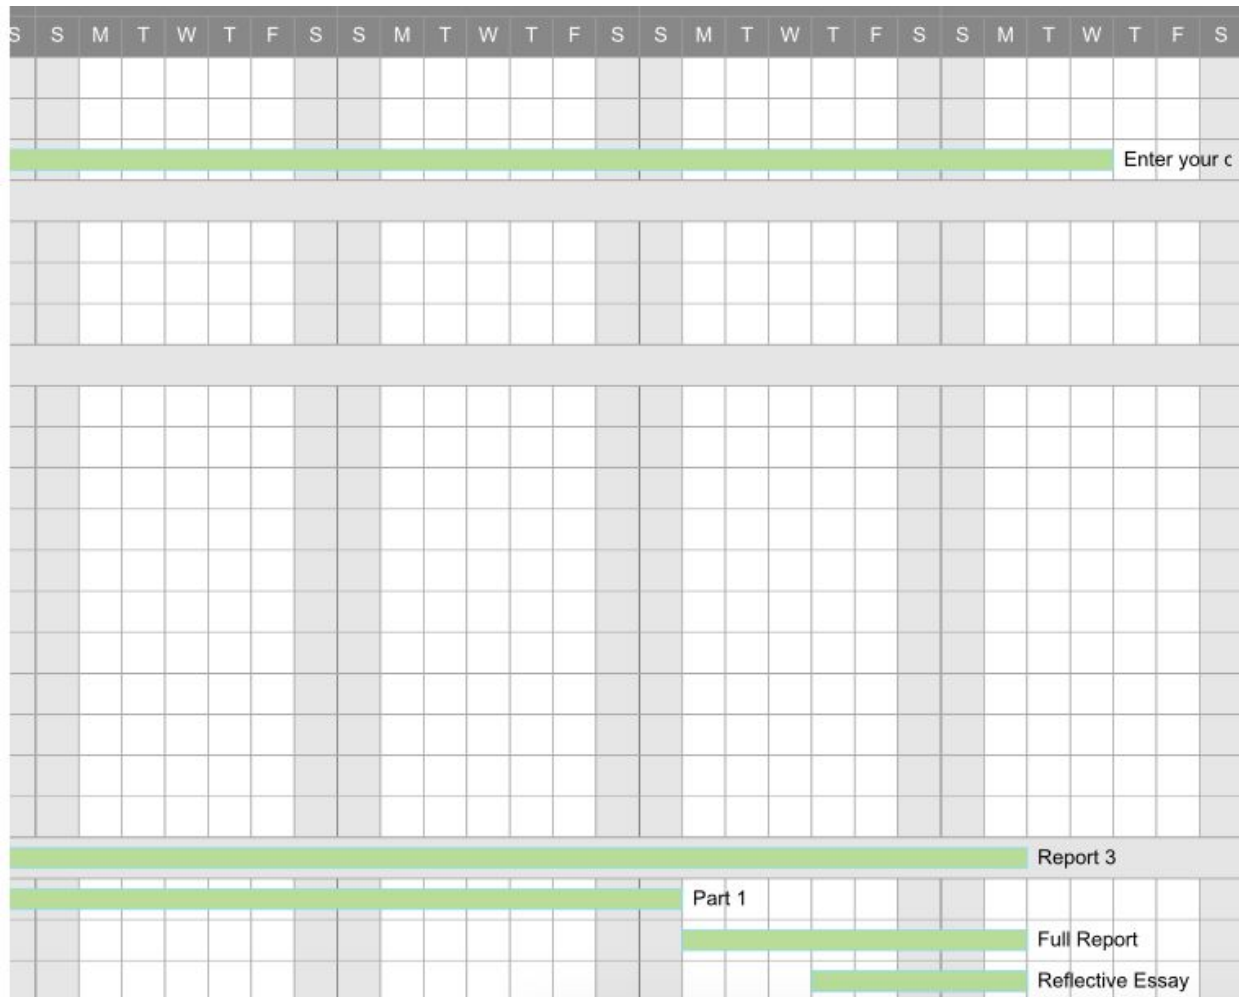 S S M T W T F S S M T W T F S S M T W T F S S M T W T F S
Enter your
Report 3
Part 1
Full Report
Reflective Essay